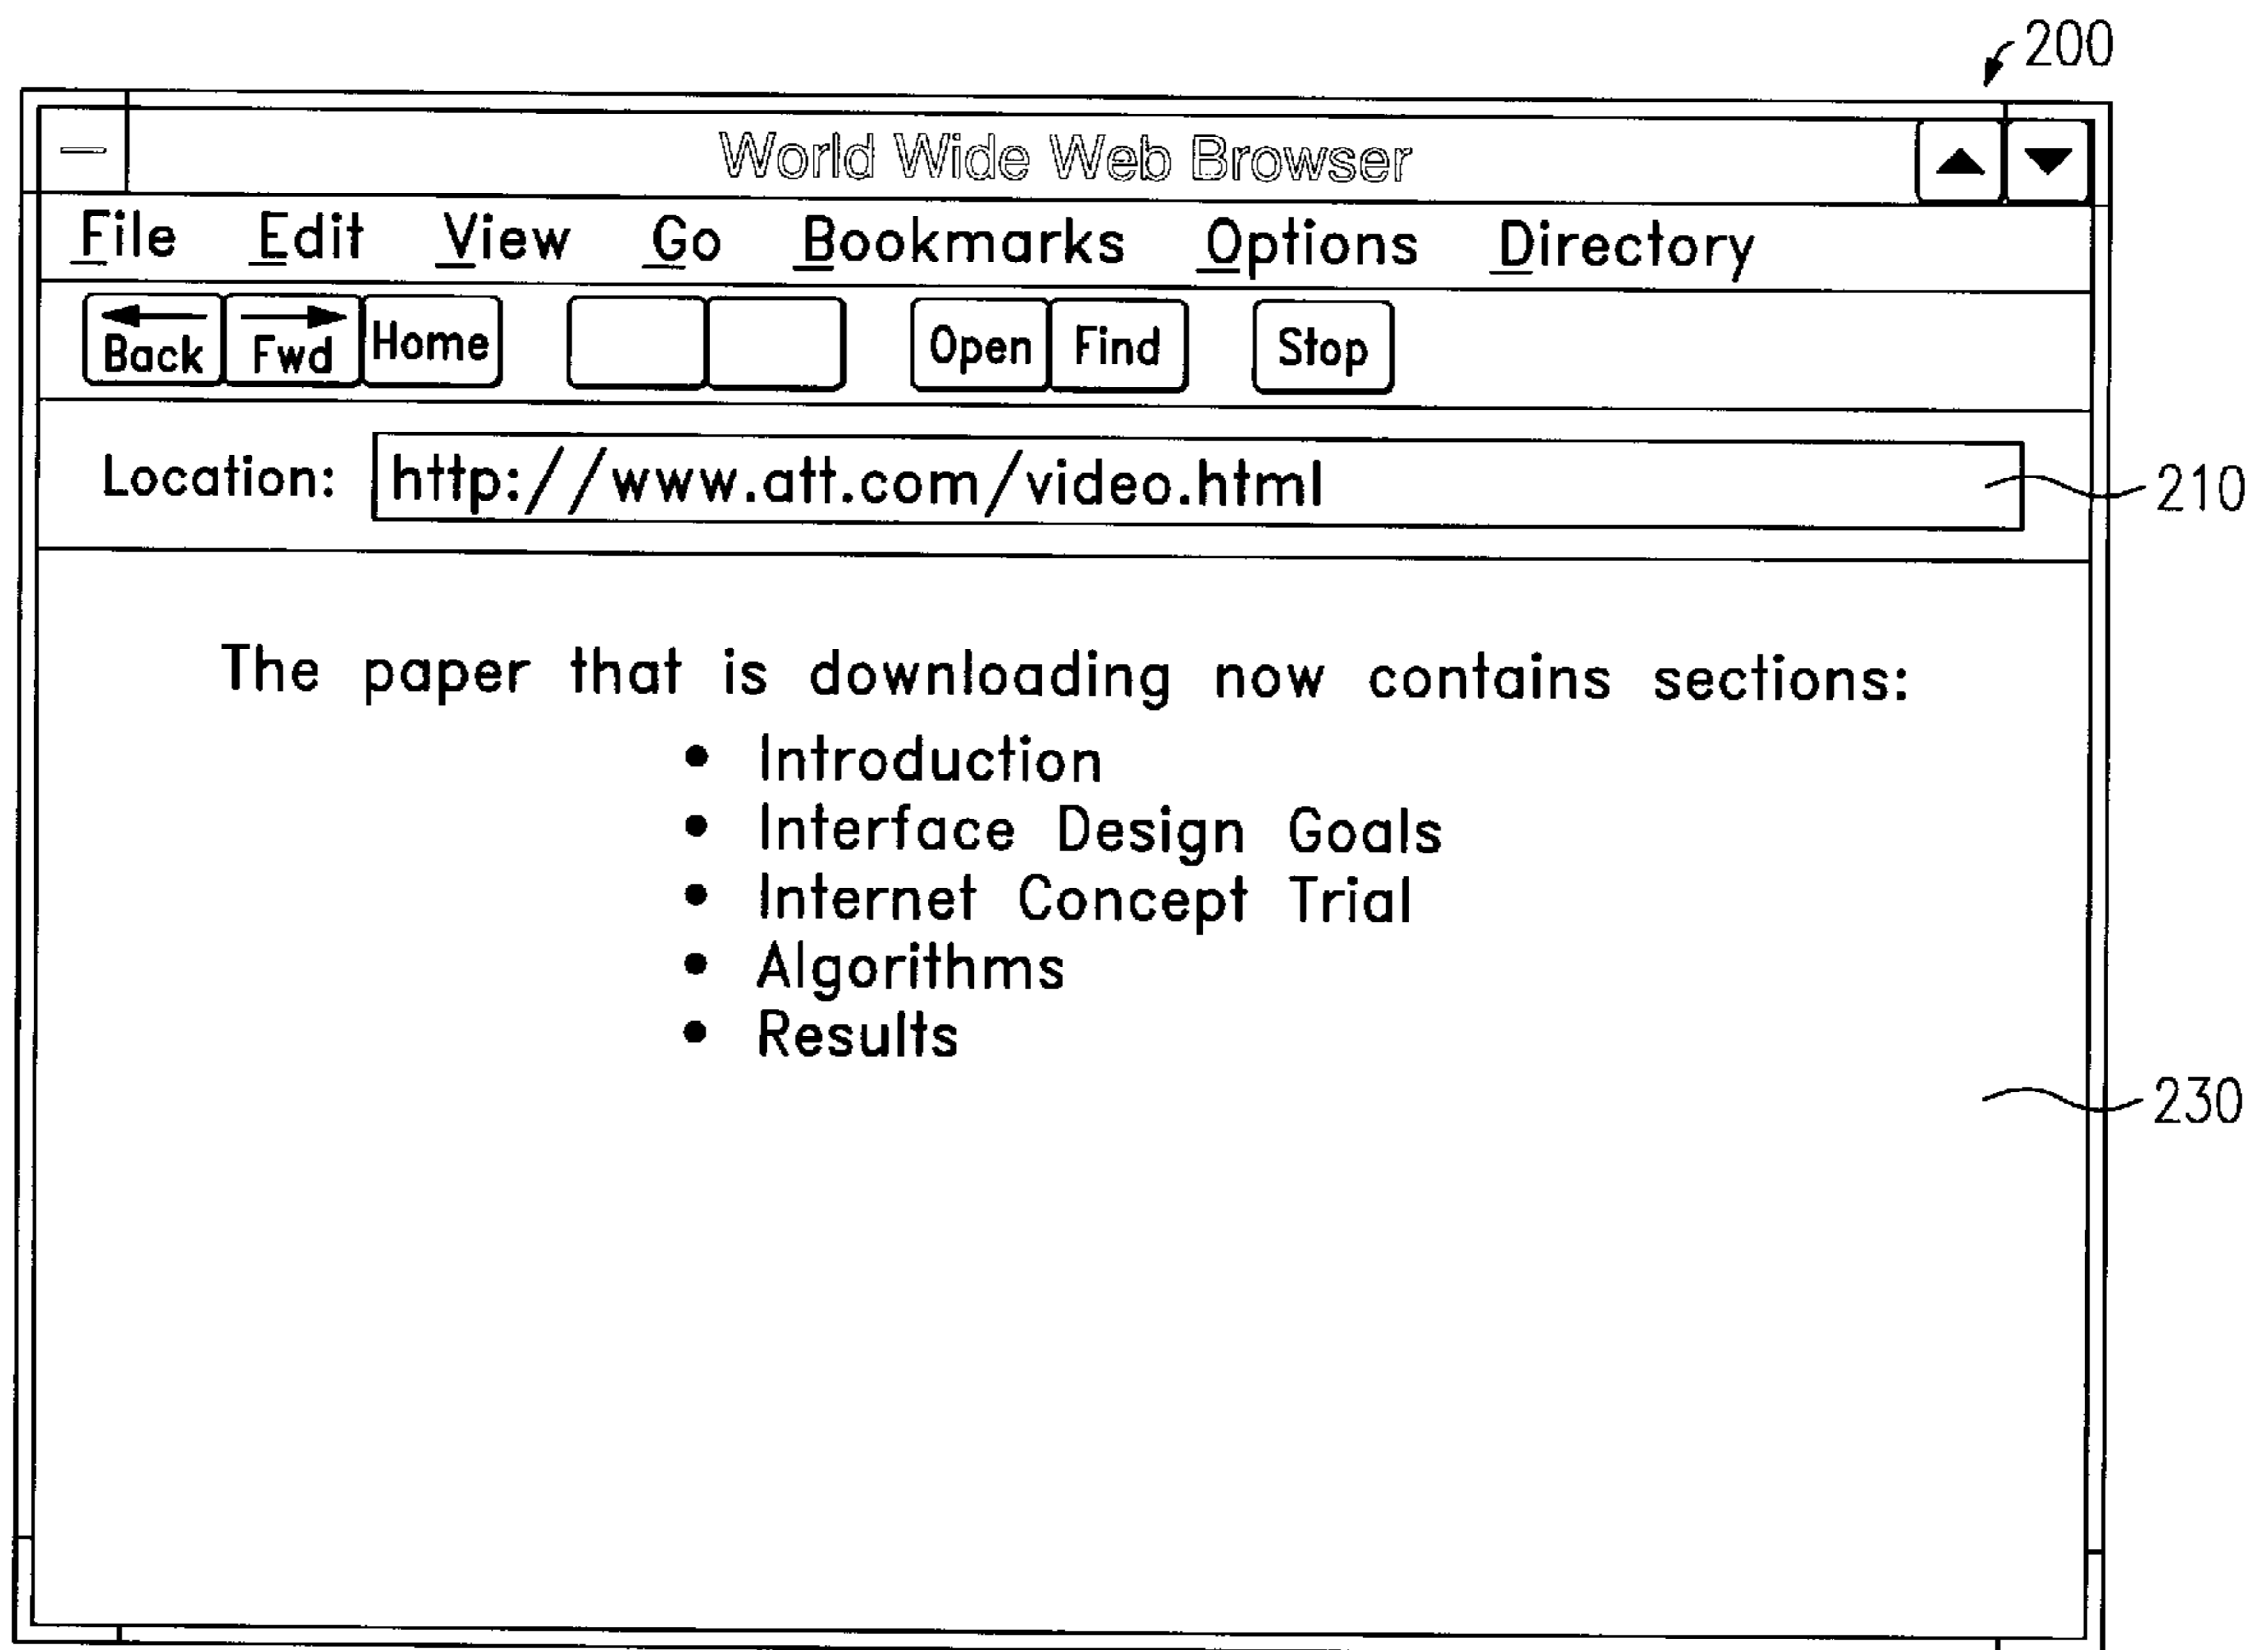 200
World Wide Web Browser
File Edit View Go Bookmarks Options Directory
Back Fwd Home Open Find Stop
Location: http://www.att.com/video.html 210
The paper that is downloading now contains sections:
• Introduction
• Interface Design Goals
• Internet Concept Trial
• Algorithms
• Results
230